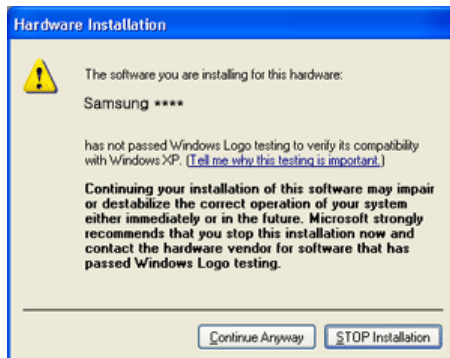 Hardware Installation
The software you are installing for this hardware:
Samsung ****
has not passed Windows Logo testing to verify its compatibility
with Windows XP. (Tell me why this testing is important.)
Continuing your installation of this software may impair
or destabilize the correct operation of your system
either immediately or in the future. Microsoft strongly
recommends that you stop this installation now and
contact the hardware vendor for software that has
passed Windows Logo testing.
Continue Anyway STOP Installation